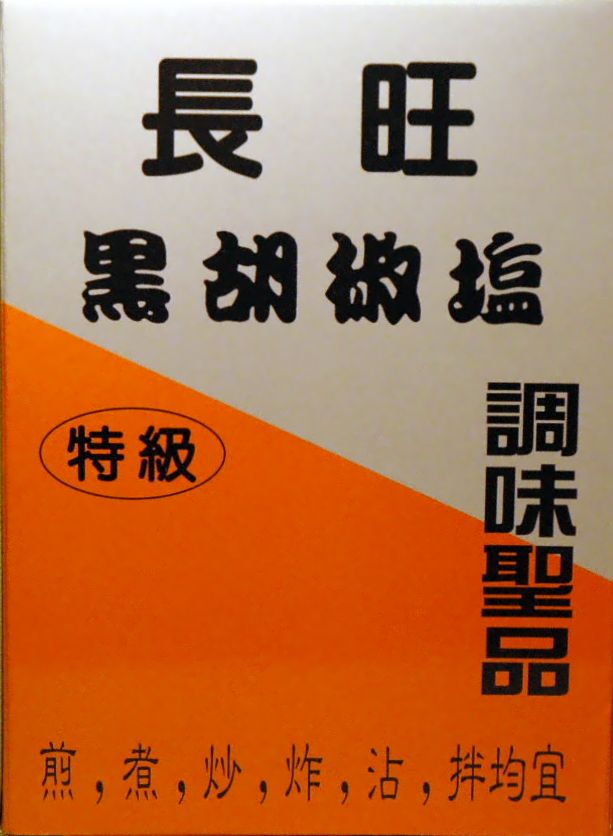 長旺
黑胡椒塩
特級
調味聖品
煎,煮,炒,炸,沾,拌均宜